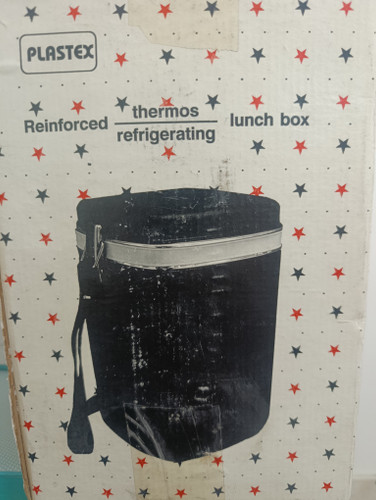 PLASTEX
thermos
Reinforced lunch box
refrigerating